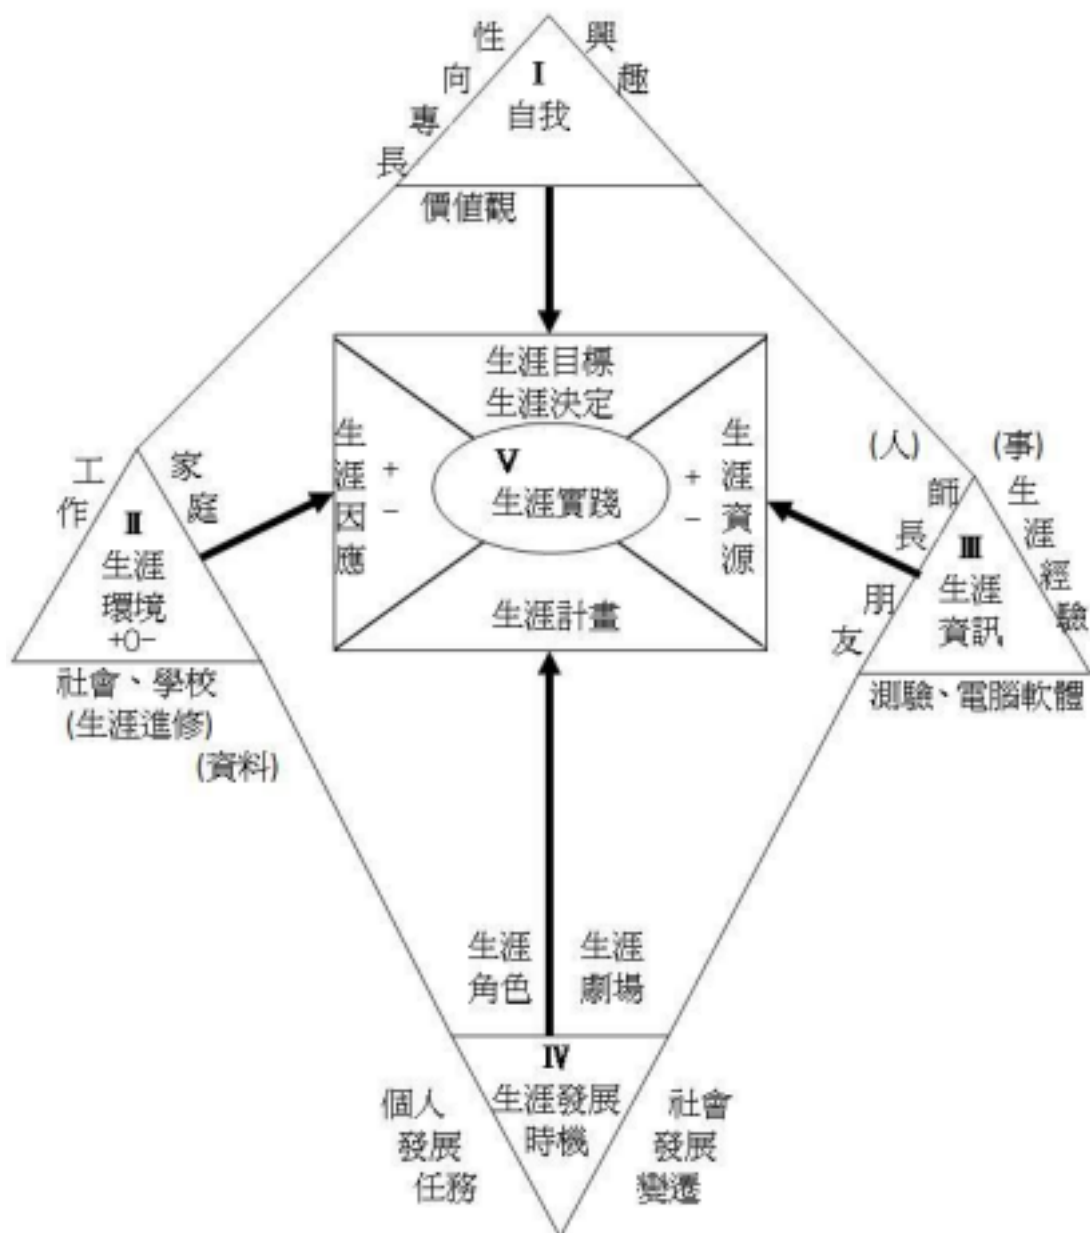 性向專長
興趣
I
自我
價值觀
生涯目標
生涯決定
生涯因應
+
−
V
生涯實踐
+
−
生涯資源
生涯計畫
工作
家庭
II
生涯
環境
+0−
社會、學校
(生涯進修)
(資料)
(人)
師長
朋友
(事)
生涯經驗
III
生涯
資訊
測驗、電腦軟體
生涯
角色
生涯
劇場
IV
生涯發展
時機
個人
發展
任務
社會
發展
變遷